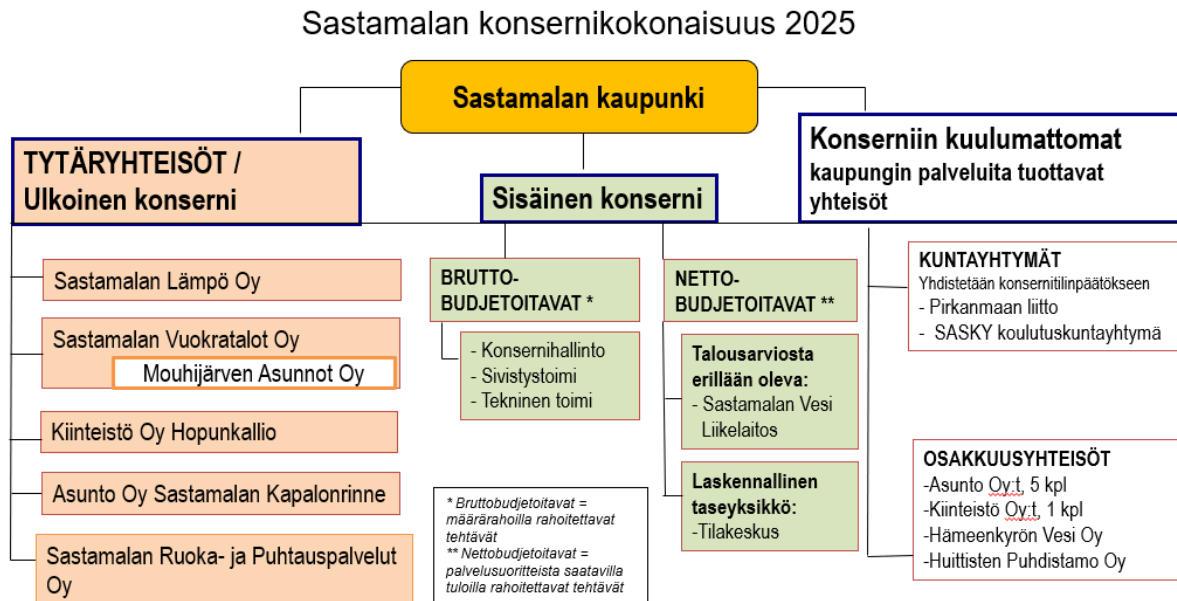 Sastamalan konsernikokonaisuus 2025
Sastamalan kaupunki
TYTÄRYHTEISÖT /
Ulkoinen konserni
Sastamalan Lämpö Oy
Sastamalan Vuokratalot Oy
Mouhijärven Asunnot Oy
Kiinteistö Oy Hopunkallio
Asunto Oy Sastamalan Kapalonrinne
Sastamalan Ruoka- ja Puhtauspalvelut
Oy
Sisäinen konserni
BRUTTO-
BUDJETOITAVAT *
- Konsernihallinto
- Sivistystoimi
- Tekninen toimi
* Bruttobudjetoitavat =
määrärahoilla rahoitettavat
tehtävät
** Nettobudjetoitavat =
palvelusuoritteista saatavilla
tuloilla rahoitettavat tehtävät
NETTO-
BUDJETOITAVAT **
Talousarviosta
erillään oleva:
- Sastamalan Vesi
Liikelaitos
Laskennallinen
taseyksikkö:
-Tilakeskus
Konserniin kuulumattomat
kaupungin palveluita tuottavat
yhteisöt
KUNTAYHTYMÄT
Yhdistetään konsernitilinpäätökseen
- Pirkanmaan liitto
- SASKY koulutuskuntayhtymä
OSAKKUUSYHTEISÖT
-Asunto Oy:t, 5 kpl
-Kiinteistö Oy:t, 1 kpl
-Hämeenkyrön Vesi Oy
-Huittisten Puhdistamo Oy